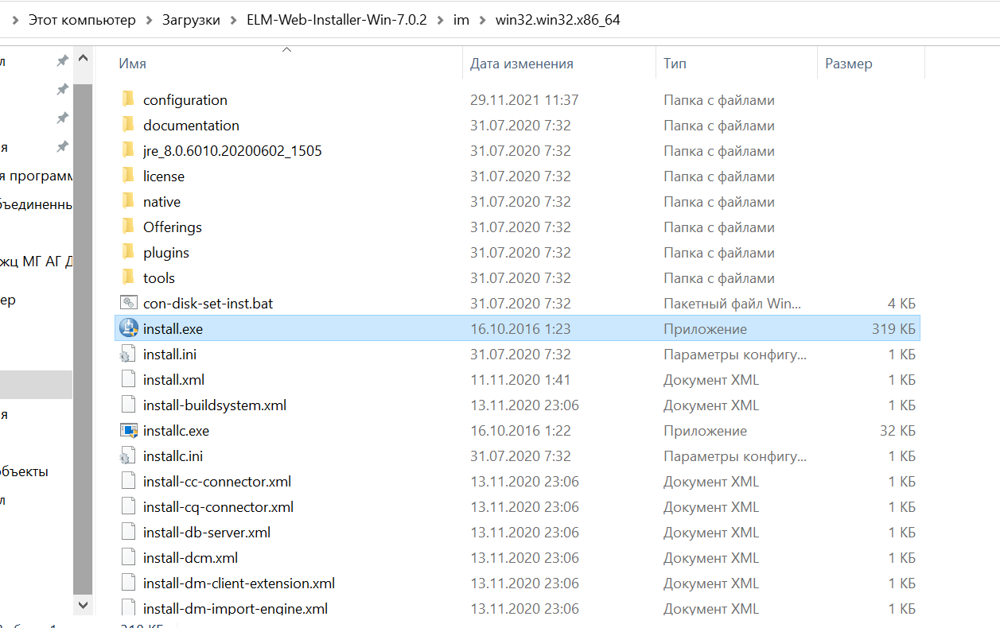 Этот компьютер > Загрузки > ELM-Web-Installer-Win-7.0.2 > im > win32.win32.x86_64
Имя Дата изменения Тип Размер
configuration 29.11.2021 11:37 Папка с файлами
documentation 31.07.2020 7:32 Папка с файлами
jre_8.0.6010.20200602_1505 31.07.2020 7:32 Папка с файлами
license 31.07.2020 7:32 Папка с файлами
native 31.07.2020 7:32 Папка с файлами
Offerings 31.07.2020 7:32 Папка с файлами
plugins 31.07.2020 7:32 Папка с файлами
tools 31.07.2020 7:32 Папка с файлами
con-disk-set-inst.bat 31.07.2020 7:32 Пакетный файл Win... 4 КБ
install.exe 16.10.2016 1:23 Приложение 319 КБ
install.ini 31.07.2020 7:32 Параметры конфигу... 1 КБ
install.xml 11.11.2020 1:41 Документ XML 1 КБ
install-buildsystem.xml 13.11.2020 23:06 Документ XML 1 КБ
installc.exe 16.10.2016 1:22 Приложение 32 КБ
installc.ini 31.07.2020 7:32 Параметры конфигу... 1 КБ
install-cc-connector.xml 13.11.2020 23:06 Документ XML 1 КБ
install-cq-connector.xml 13.11.2020 23:06 Документ XML 1 КБ
install-db-server.xml 13.11.2020 23:06 Документ XML 1 КБ
install-dcm.xml 13.11.2020 23:06 Документ XML 1 КБ
install-dm-client-extension.xml 13.11.2020 23:06 Документ XML 1 КБ
install-dm-import-engine.xml 13.11.2020 23:06 Документ XML 1 КБ
л
я
я программ
бъединенны
жц МГ АГ Д
ер
я
объекты
л